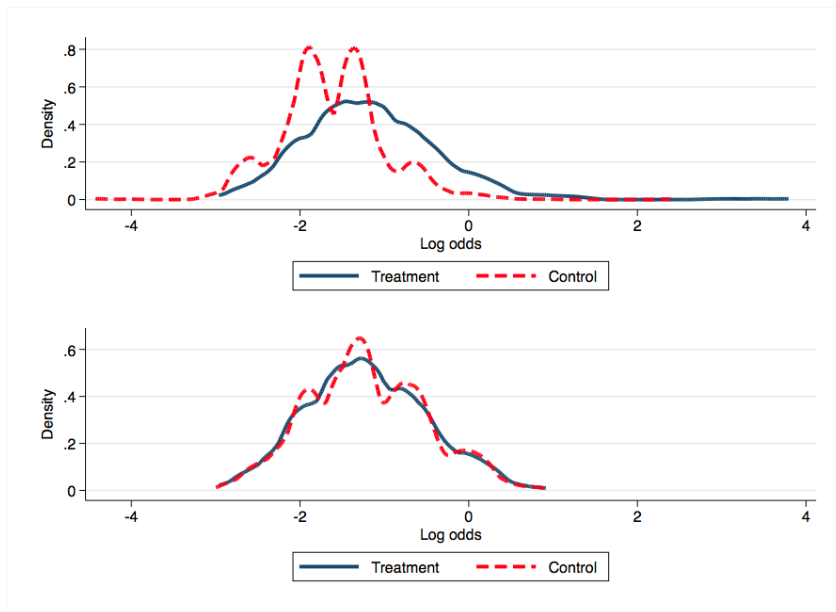 Density
.8
.6
.4
.2
0
-4 -2 0 2 4
Log odds
Treatment Control
Density
.6
.4
.2
0
-4 -2 0 2 4
Log odds
Treatment Control